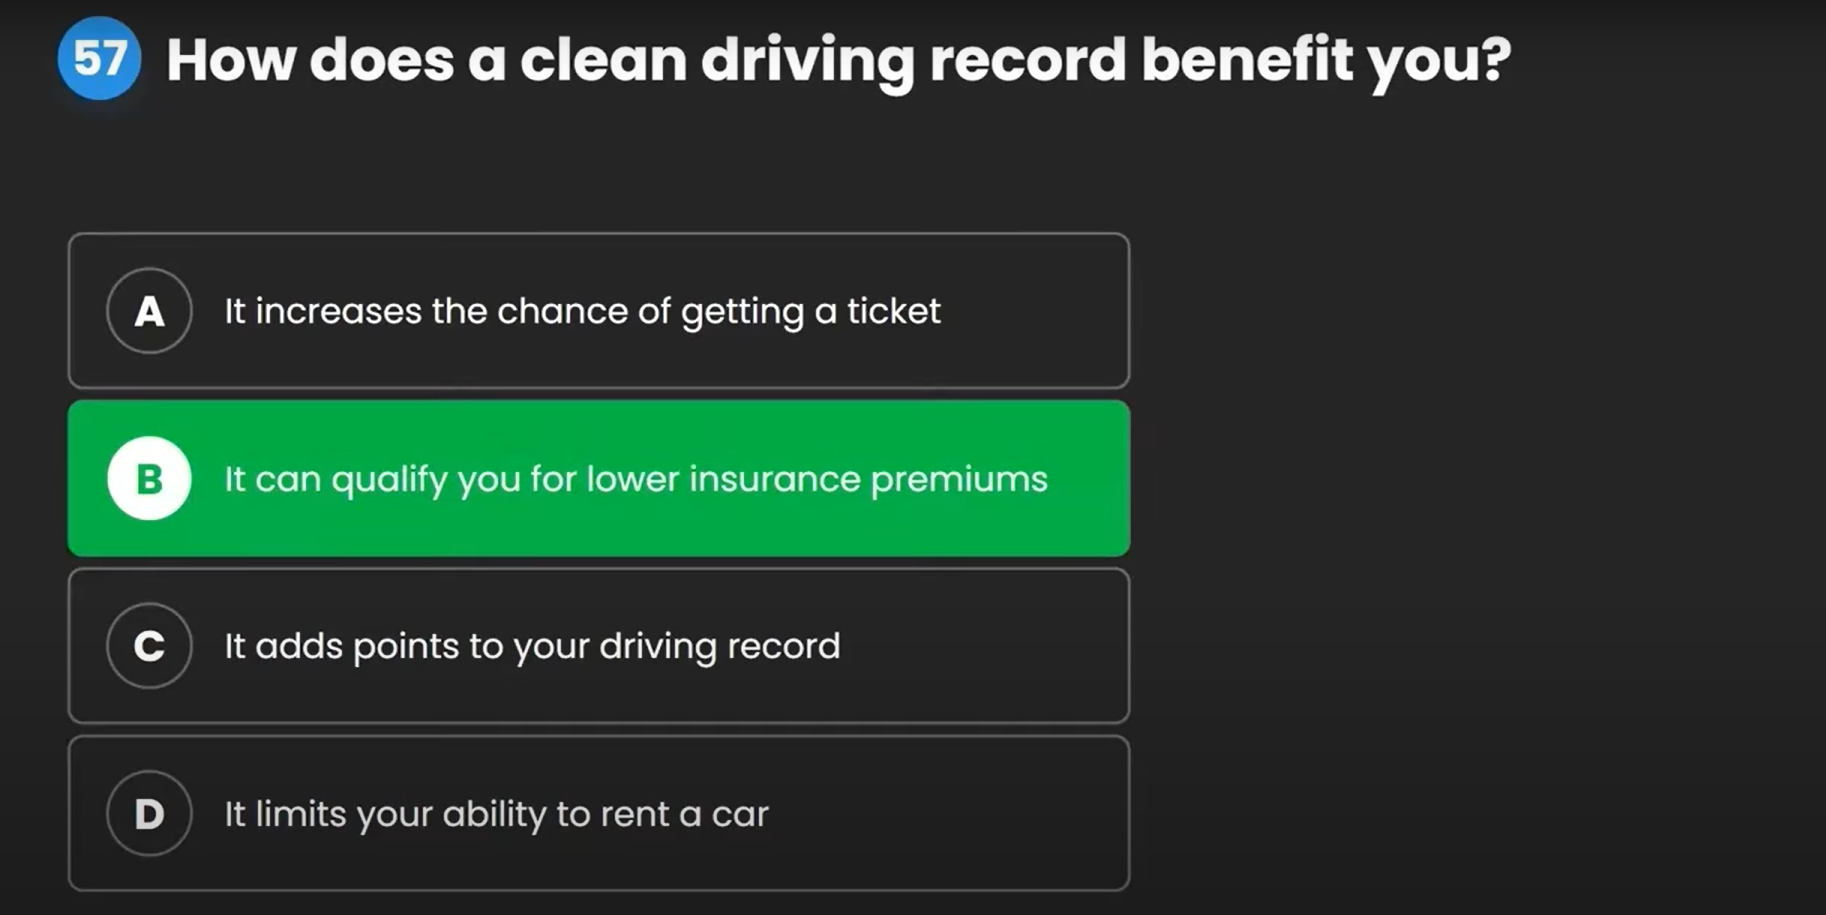 57 How does a clean driving record benefit you?
A It increases the chance of getting a ticket
B It can qualify you for lower insurance premiums
C It adds points to your driving record
D It limits your ability to rent a car